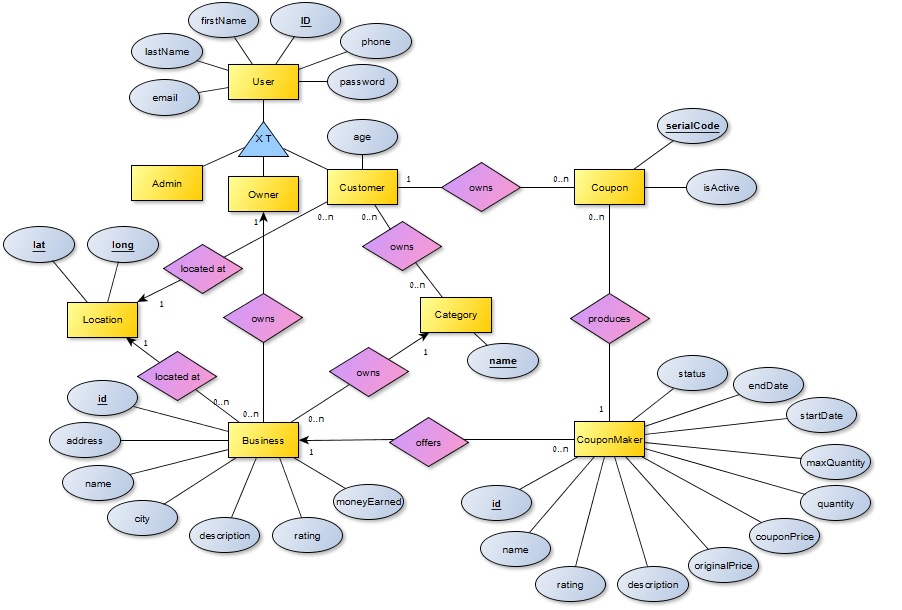 firstName
ID
lastName
phone
User
password
email
X T
age
serialCode
Admin
Owner
Customer
1
owns
0..n
Coupon
isActive
1
0..n
0..n
0..n
lat
long
located at
owns
0..n
1
Location
owns
Category
produces
1
1
name
located at
owns
status
endDate
id
0..n
0..n
0..n
1
startDate
address
Business
1
offers
0..n
CouponMaker
maxQuantity
name
moneyEarned
id
quantity
city
description
rating
name
couponPrice
originalPrice
rating
description